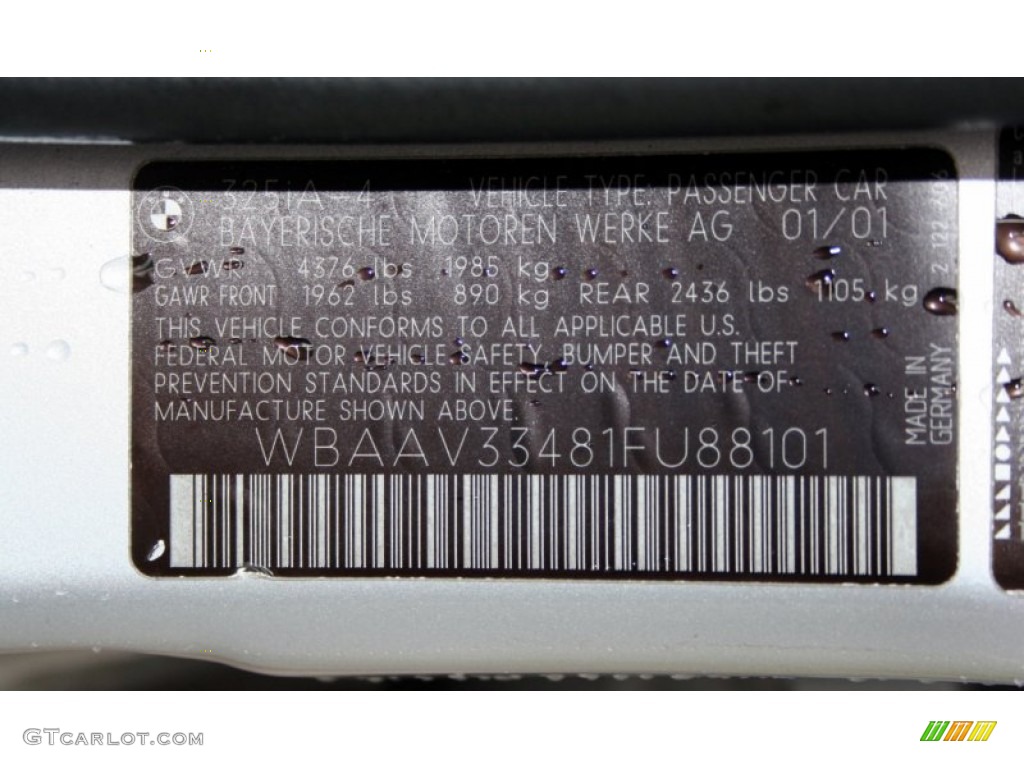 325iA-4 VEHICLE TYPE: PASSENGER CAR
BAYERISCHE MOTOREN WERKE AG 01/01
GVWR 4376 lbs 1985 kg
GAWR FRONT 1962 lbs 890 kg REAR 2436 lbs 1105 kg
THIS VEHICLE CONFORMS TO ALL APPLICABLE U.S.
FEDERAL MOTOR VEHICLE SAFETY, BUMPER AND THEFT
PREVENTION STANDARDS IN EFFECT ON THE DATE OF
MANUFACTURE SHOWN ABOVE.
WBAAV33481FU88101
MADE IN
GERMANY
GTCARLOT.COM